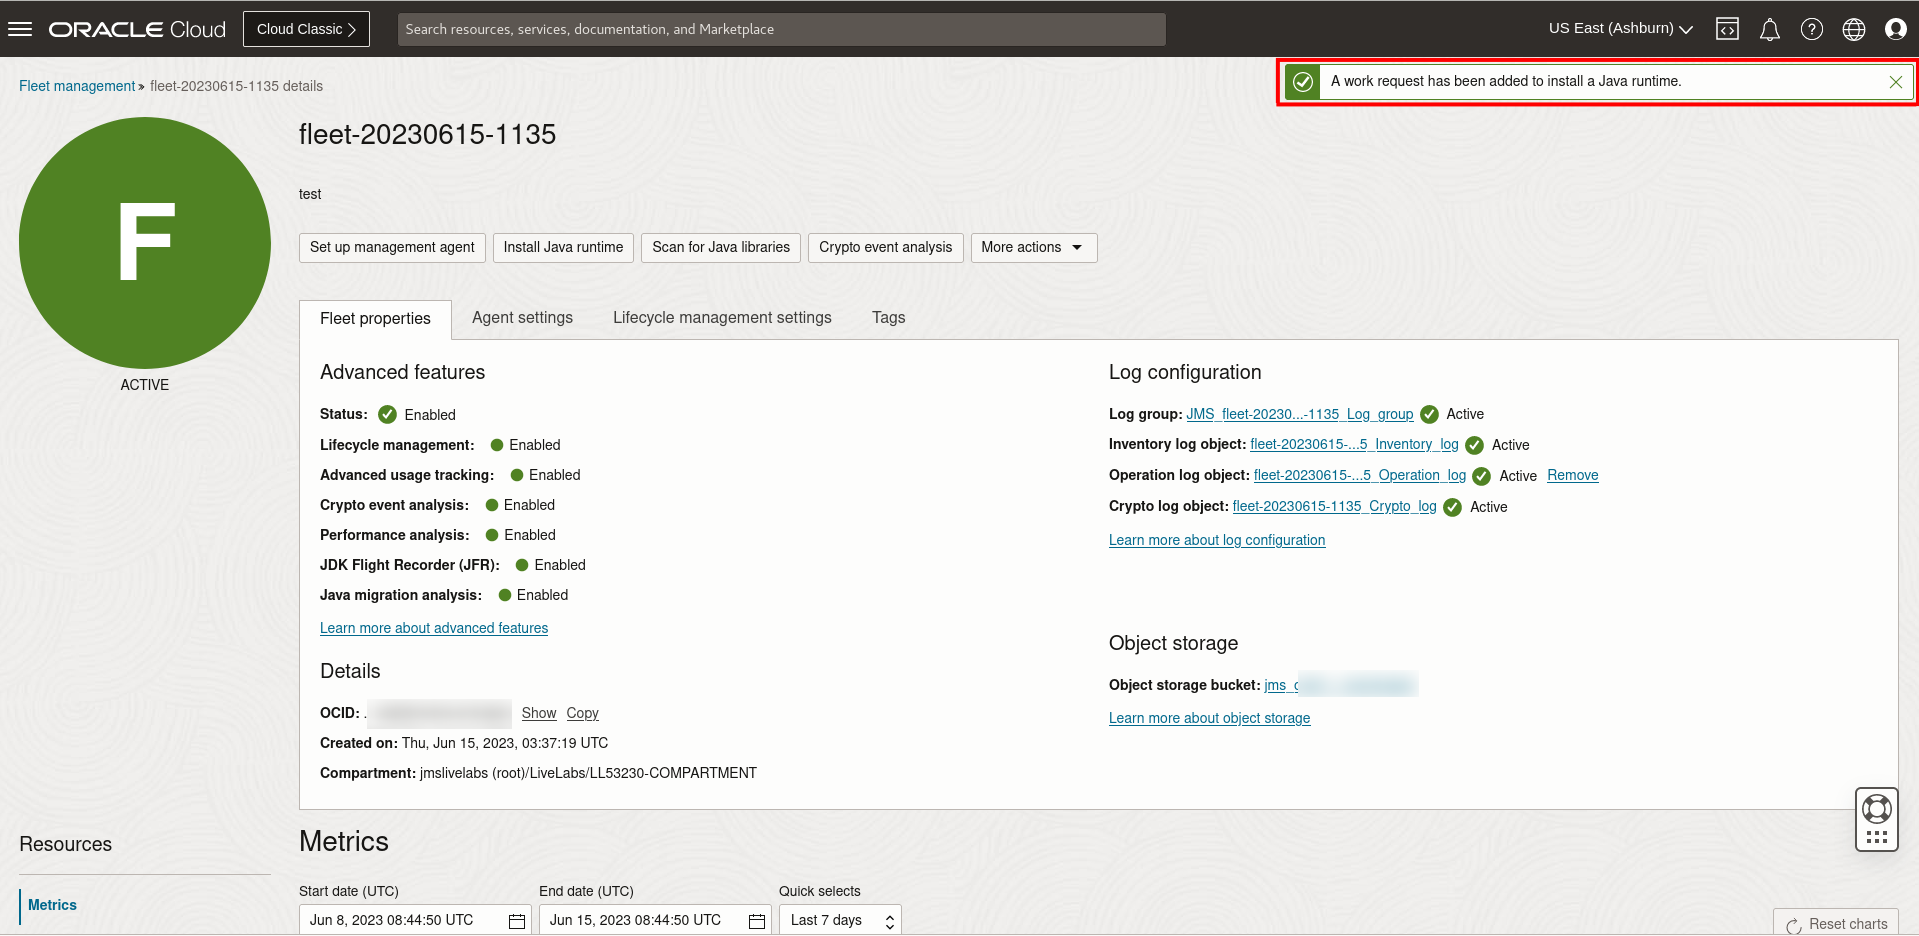 ORACLE Cloud
Cloud Classic
Search resources, services, documentation, and Marketplace
US East (Ashburn)
Fleet management » fleet-20230615-1135 details
A work request has been added to install a Java runtime.
F
ACTIVE
fleet-20230615-1135
test
Set up management agent
Install Java runtime
Scan for Java libraries
Crypto event analysis
More actions
Fleet properties
Agent settings
Lifecycle management settings
Tags
Advanced features
Status: Enabled
Lifecycle management: Enabled
Advanced usage tracking: Enabled
Crypto event analysis: Enabled
Performance analysis: Enabled
JDK Flight Recorder (JFR): Enabled
Java migration analysis: Enabled
Learn more about advanced features
Details
OCID: . Show Copy
Created on: Thu, Jun 15, 2023, 03:37:19 UTC
Compartment: jmslivelabs (root)/LiveLabs/LL53230-COMPARTMENT
Log configuration
Log group: JMS_fleet-20230...-1135_Log_group Active
Inventory log object: fleet-20230615-...5_Inventory_log Active
Operation log object: fleet-20230615-...5_Operation_log Active Remove
Crypto log object: fleet-20230615-1135_Crypto_log Active
Learn more about log configuration
Object storage
Object storage bucket: jms_
Learn more about object storage
Resources
Metrics
Metrics
Start date (UTC)
Jun 8, 2023 08:44:50 UTC
End date (UTC)
Jun 15, 2023 08:44:50 UTC
Quick selects
Last 7 days
Reset charts